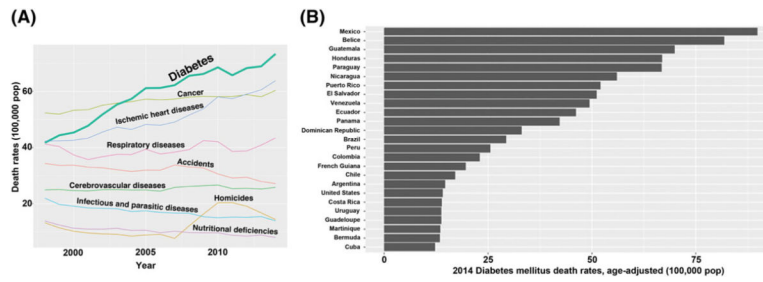 (A)
Death rates (100,000 pop)
60
40
20
Diabetes
Cancer
Ischemic heart diseases
Respiratory diseases
Accidents
Cerebrovascular diseases
Infectious and parasitic diseases
Homicides
Nutritional deficiencies
2000 2005 2010
Year
(B)
Mexico
Belice
Guatemala
Honduras
Paraguay
Nicaragua
Puerto Rico
El Salvador
Venezuela
Ecuador
Panama
Dominican Republic
Brazil
Peru
Colombia
French Guiana
Chile
Argentina
United States
Costa Rica
Uruguay
Guadeloupe
Martinique
Bermuda
Cuba
0 25 50 75
2014 Diabetes mellitus death rates, age-adjusted (100,000 pop)